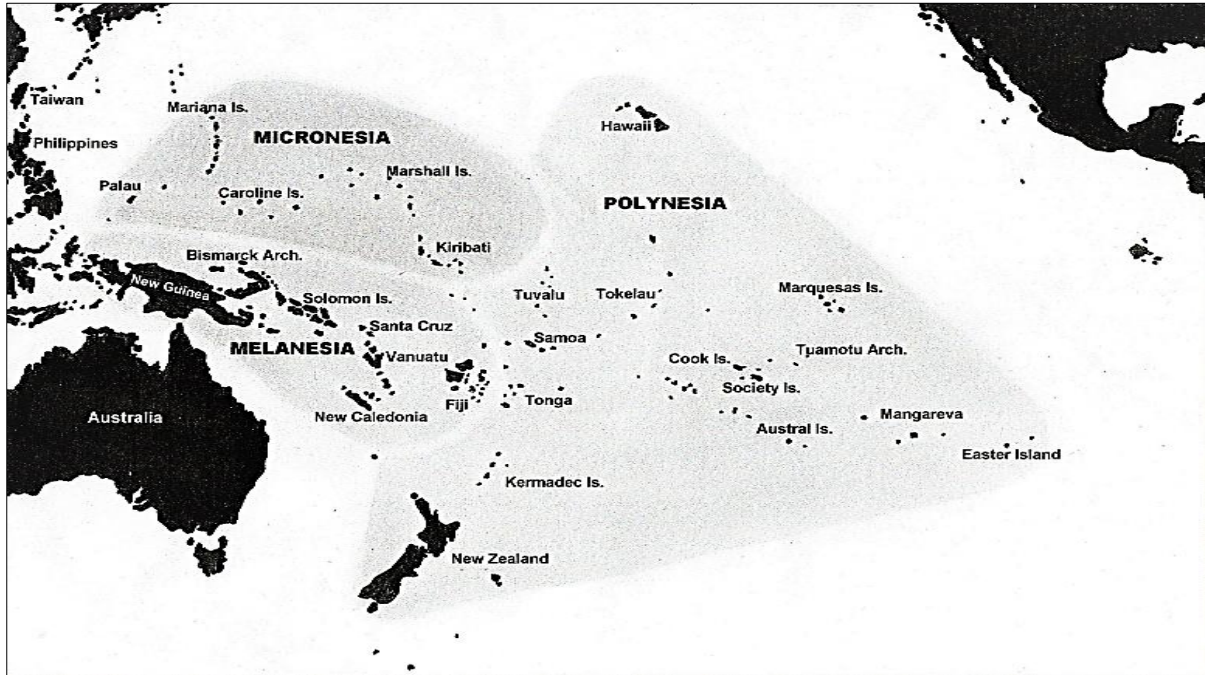 Taiwan
Mariana Is.
Hawaii
MICRONESIA
Philippines
Marshall Is.
Palau
Caroline Is.
POLYNESIA
Kiribati
Bismarck Arch.
New Guinea
Solomon Is.
Tuvalu
Tokelau
Marquesas Is.
Santa Cruz
Samoa
MELANESIA
Vanuatu
Cook Is.
Tuamotu Arch.
Society Is.
Fiji
Tonga
New Caledonia
Australia
Mangareva
Austral Is.
Easter Island
Kermadec Is.
New Zealand